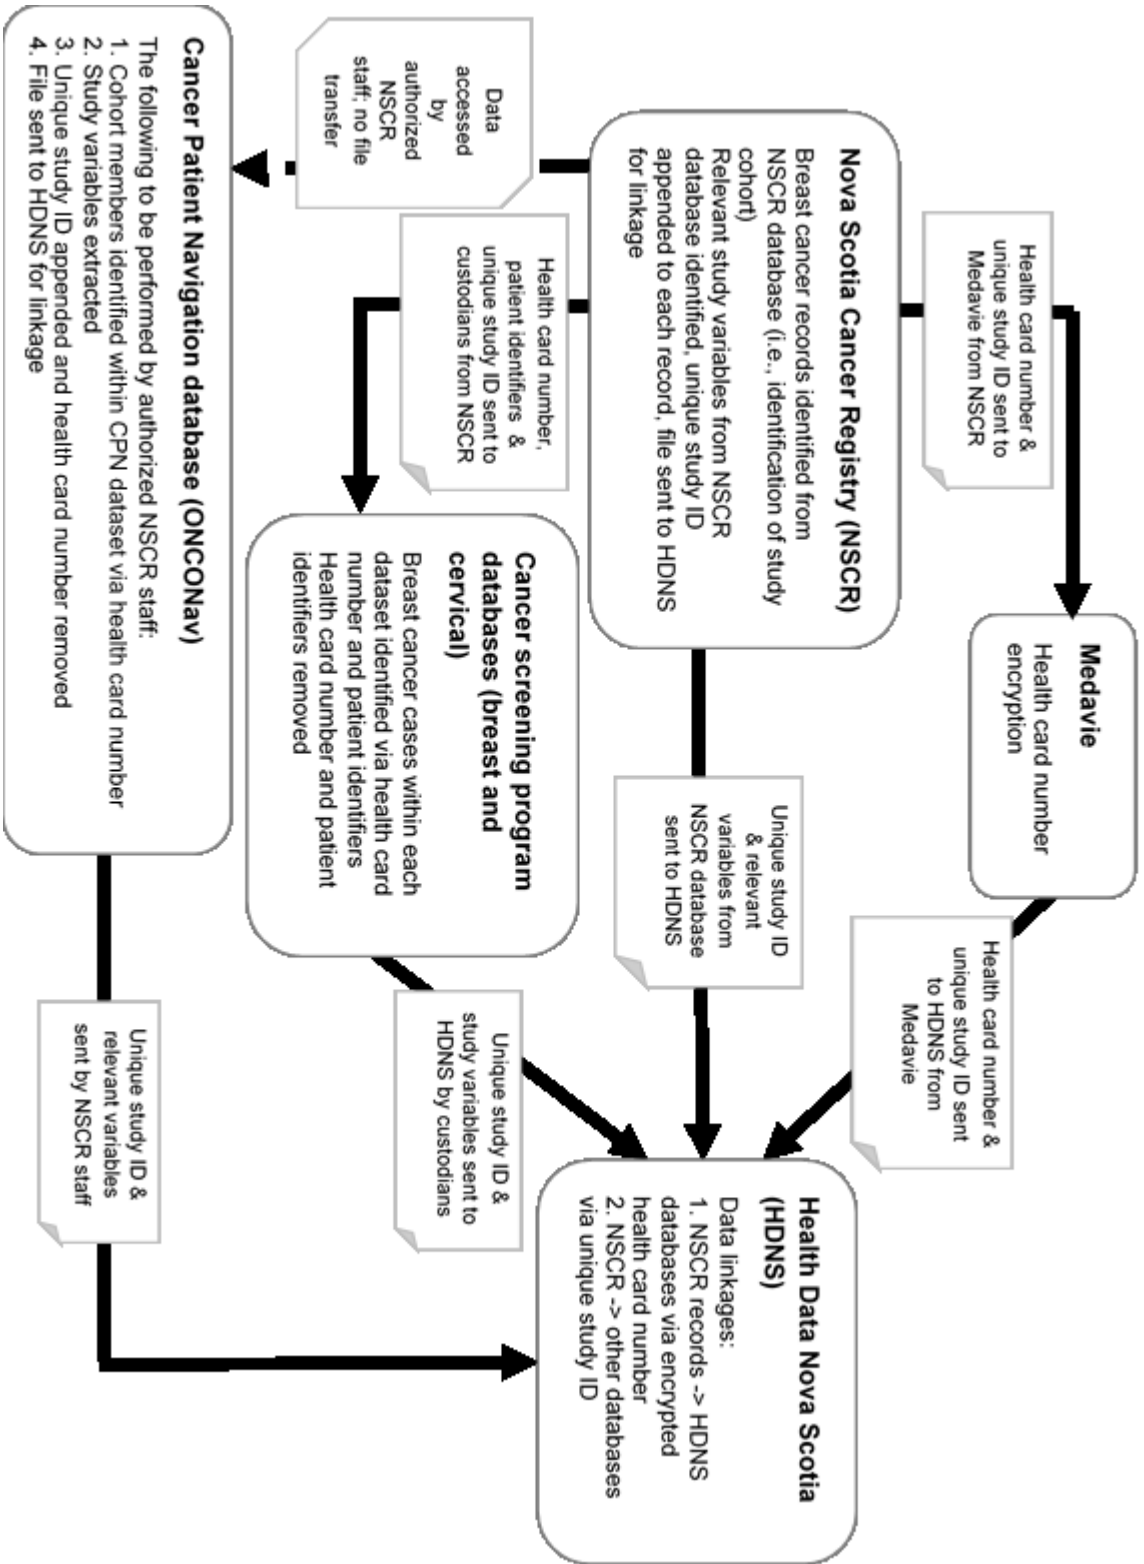 Health card number &
unique study ID sent to
Medavie from NSCR
Medavie
Health card number
encryption
Health card number &
unique study ID sent
to HDNS from
Medavie
Nova Scotia Cancer Registry (NSCR)
Breast cancer records identified from
NSCR database (i.e., identification of study
cohort)
Relevant study variables from NSCR
database identified, unique study ID
appended to each record, file sent to HDNS
for linkage
Unique study ID
& relevant
variables from
NSCR database
sent to HDNS
Health Data Nova Scotia
(HDNS)
Data linkages:
1. NSCR records -> HDNS
databases via encrypted
health card number
2. NSCR -> other databases
via unique study ID
Health card number,
patient identifiers &
unique study ID sent to
custodians from NSCR
Cancer screening program
databases (breast and
cervical)
Breast cancer cases within each
dataset identified via health card
number and patient identifiers
Health card number and patient
identifiers removed
Unique study ID &
study variables sent to
HDNS by custodians
Data
accessed
by
authorized
NSCR
staff; no file
transfer
Cancer Patient Navigation database (ONCONav)
The following to be performed by authorized NSCR staff:
1. Cohort members identified within CPN dataset via health card number
2. Study variables extracted
3. Unique study ID appended and health card number removed
4. File sent to HDNS for linkage
Unique study ID &
relevant variables
sent by NSCR staff